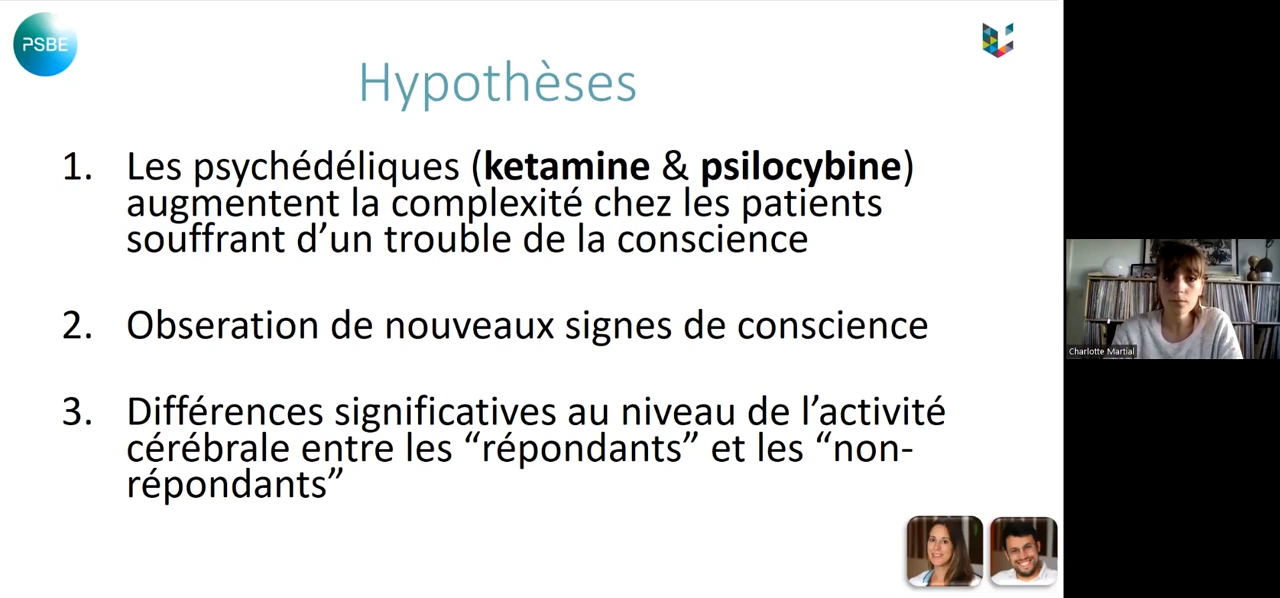 PSBE
Hypothèses
1. Les psychédéliques (ketamine & psilocybine)
augmentent la complexité chez les patients
souffrant d’un trouble de la conscience
2. Obseration de nouveaux signes de conscience
3. Différences significatives au niveau de l’activité
cérébrale entre les “répondants” et les “non-
répondants”
Charlotte Martial